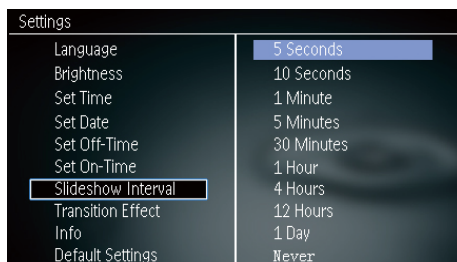 Settings
Language
Brightness
Set Time
Set Date
Set Off-Time
Set On-Time
Slideshow Interval
Transition Effect
Info
Default Settings
5 Seconds
10 Seconds
1 Minute
5 Minutes
30 Minutes
1 Hour
4 Hours
12 Hours
1 Day
Never